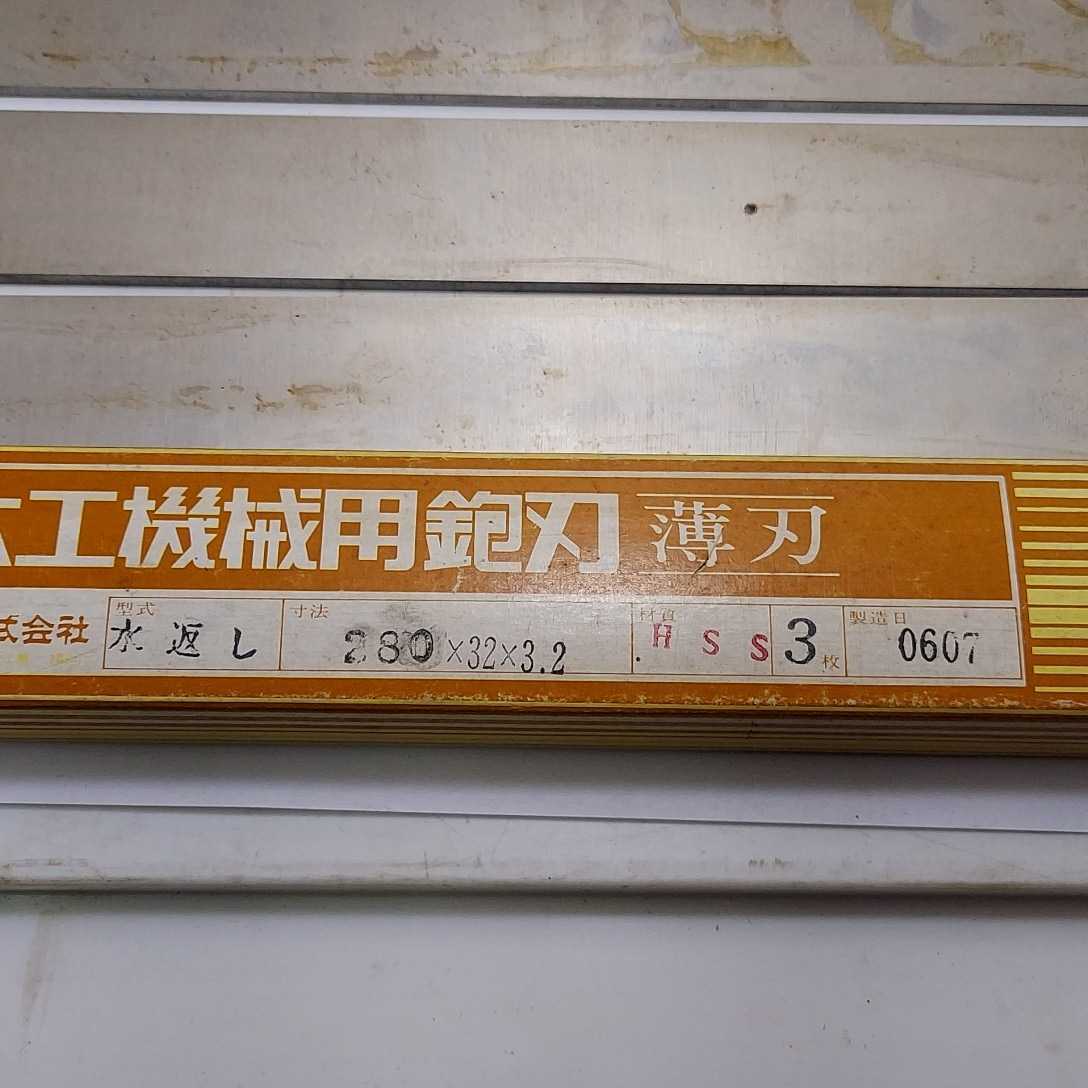 工機械用鉋刃 薄刃
式会社 型式 水返し 寸法 280×32×3.2 材質 HSS 3枚 製造日 0607